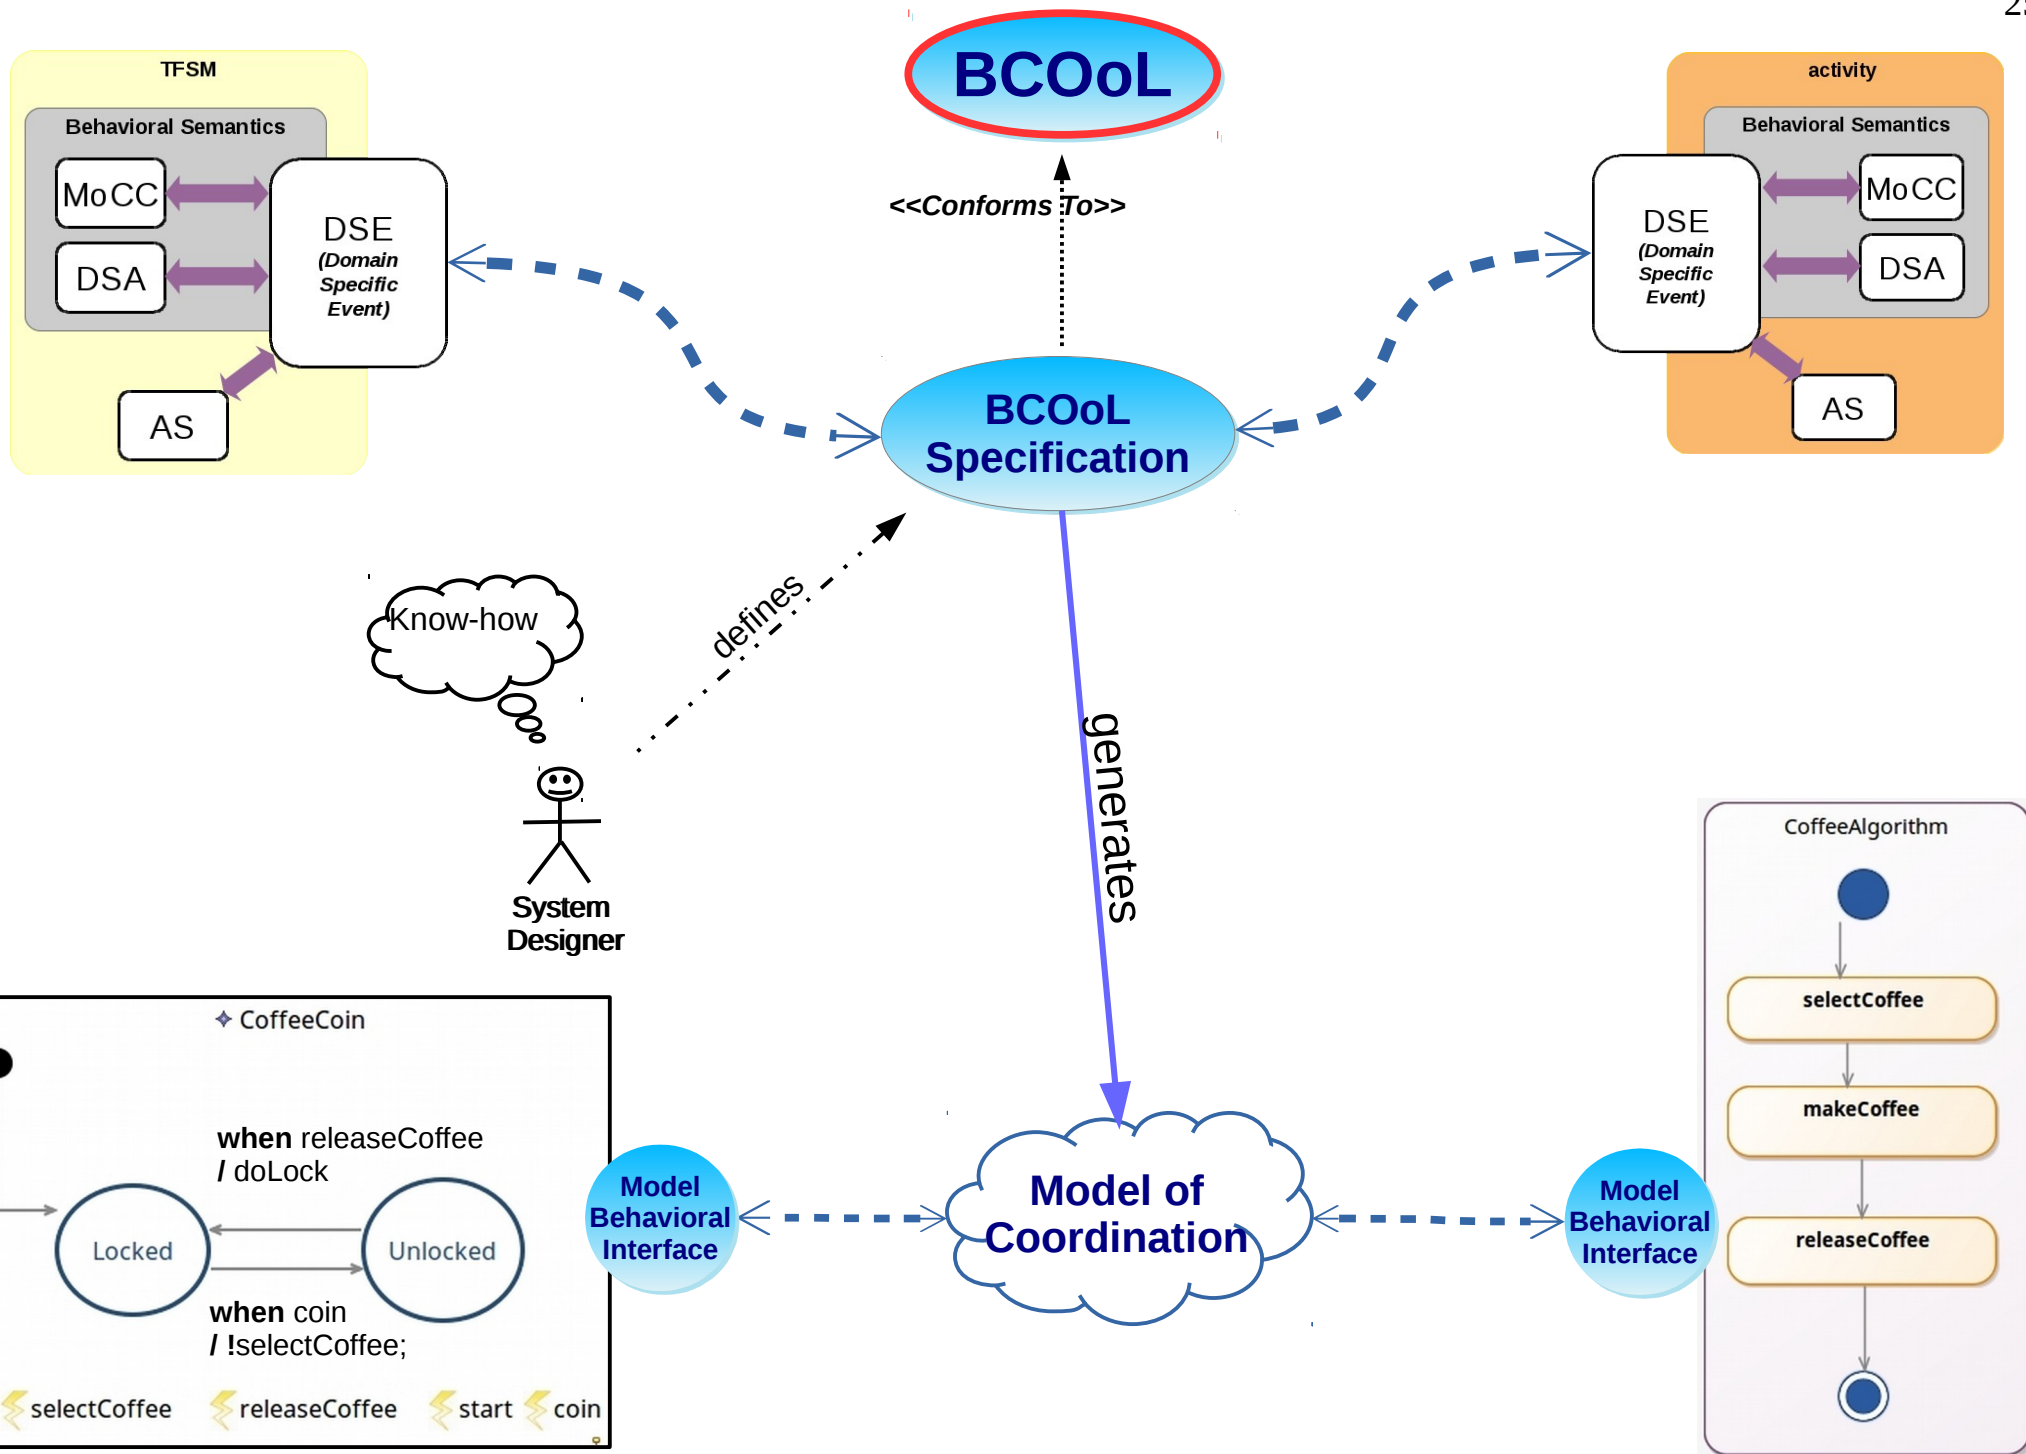 TFSM
Behavioral Semantics
MoCC
DSA
DSE
(Domain
Specific
Event)
AS
BCOoL
<<Conforms To>>
activity
Behavioral Semantics
DSE
(Domain
Specific
Event)
MoCC
DSA
AS
BCOoL
Specification
defines
Know-how
System
Designer
generates
CoffeeCoin
when releaseCoffee
/ doLock
Locked
Unlocked
when coin
/ !selectCoffee;
selectCoffee
releaseCoffee
start
coin
Model
Behavioral
Interface
Model of
Coordination
Model
Behavioral
Interface
CoffeeAlgorithm
selectCoffee
makeCoffee
releaseCoffee